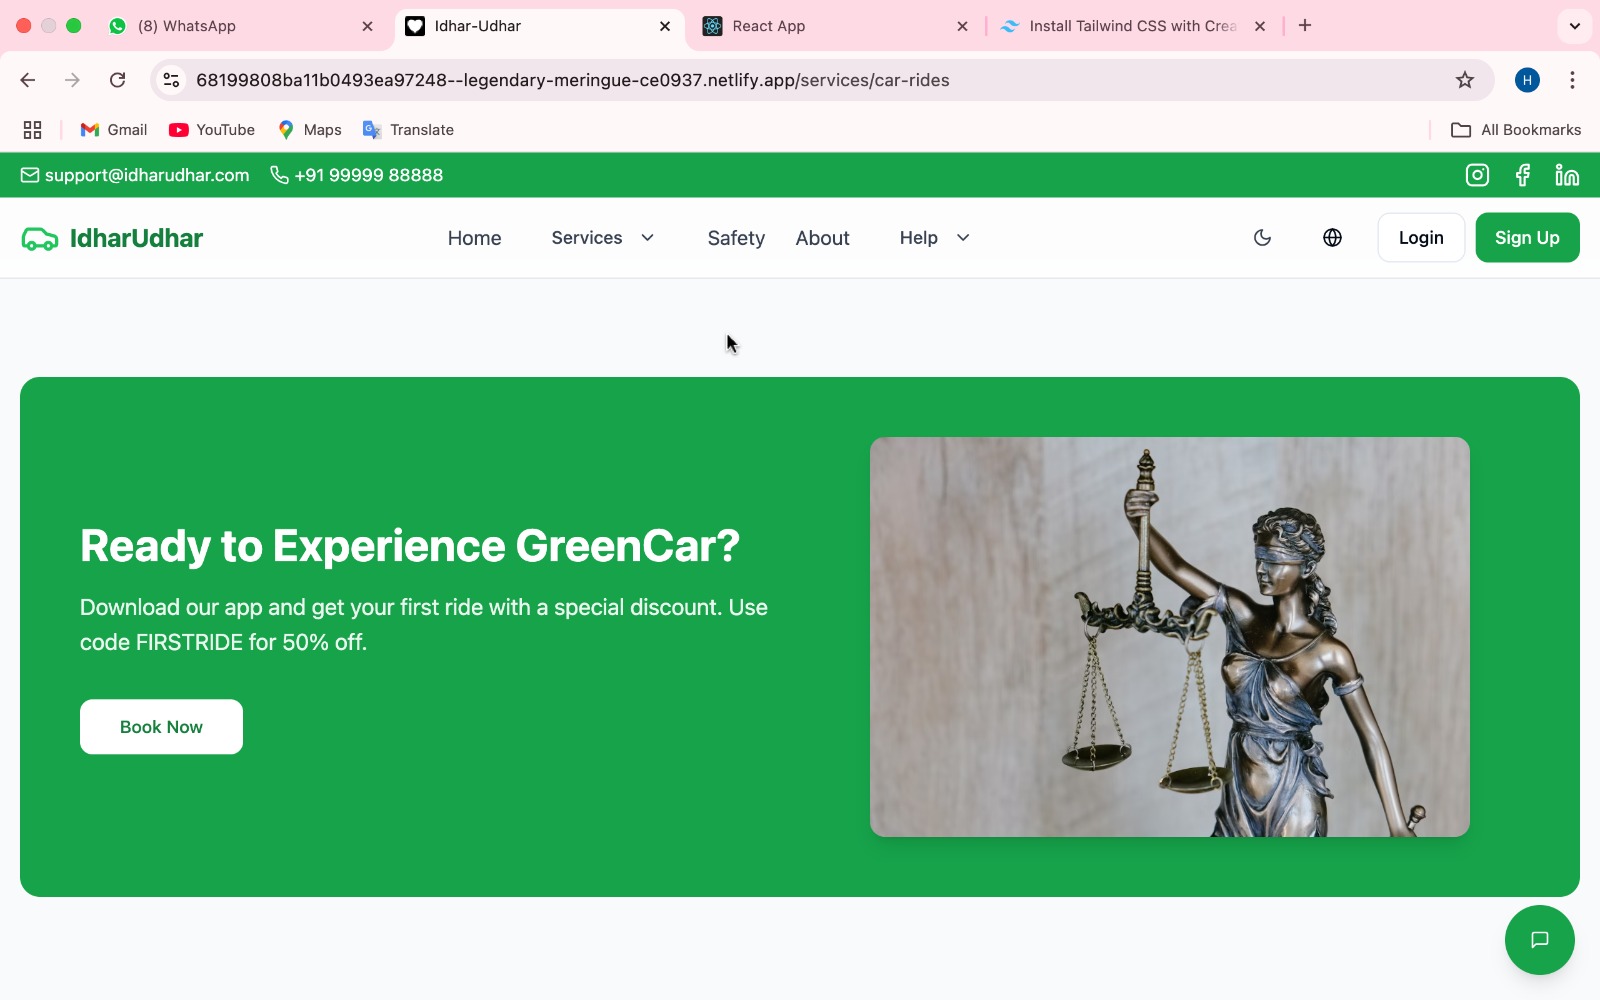 (8) WhatsApp
Idhar-Udhar
React App
Install Tailwind CSS with Crea
68199808ba11b0493ea97248--legendary-meringue-ce0937.netlify.app/services/car-rides
H
Gmail
YouTube
Maps
Translate
All Bookmarks
support@idharudhar.com
+91 99999 88888
IdharUdhar
Home
Services
Safety
About
Help
Login
Sign Up
Ready to Experience GreenCar?
Download our app and get your first ride with a special discount. Use
code FIRSTRIDE for 50% off.
Book Now